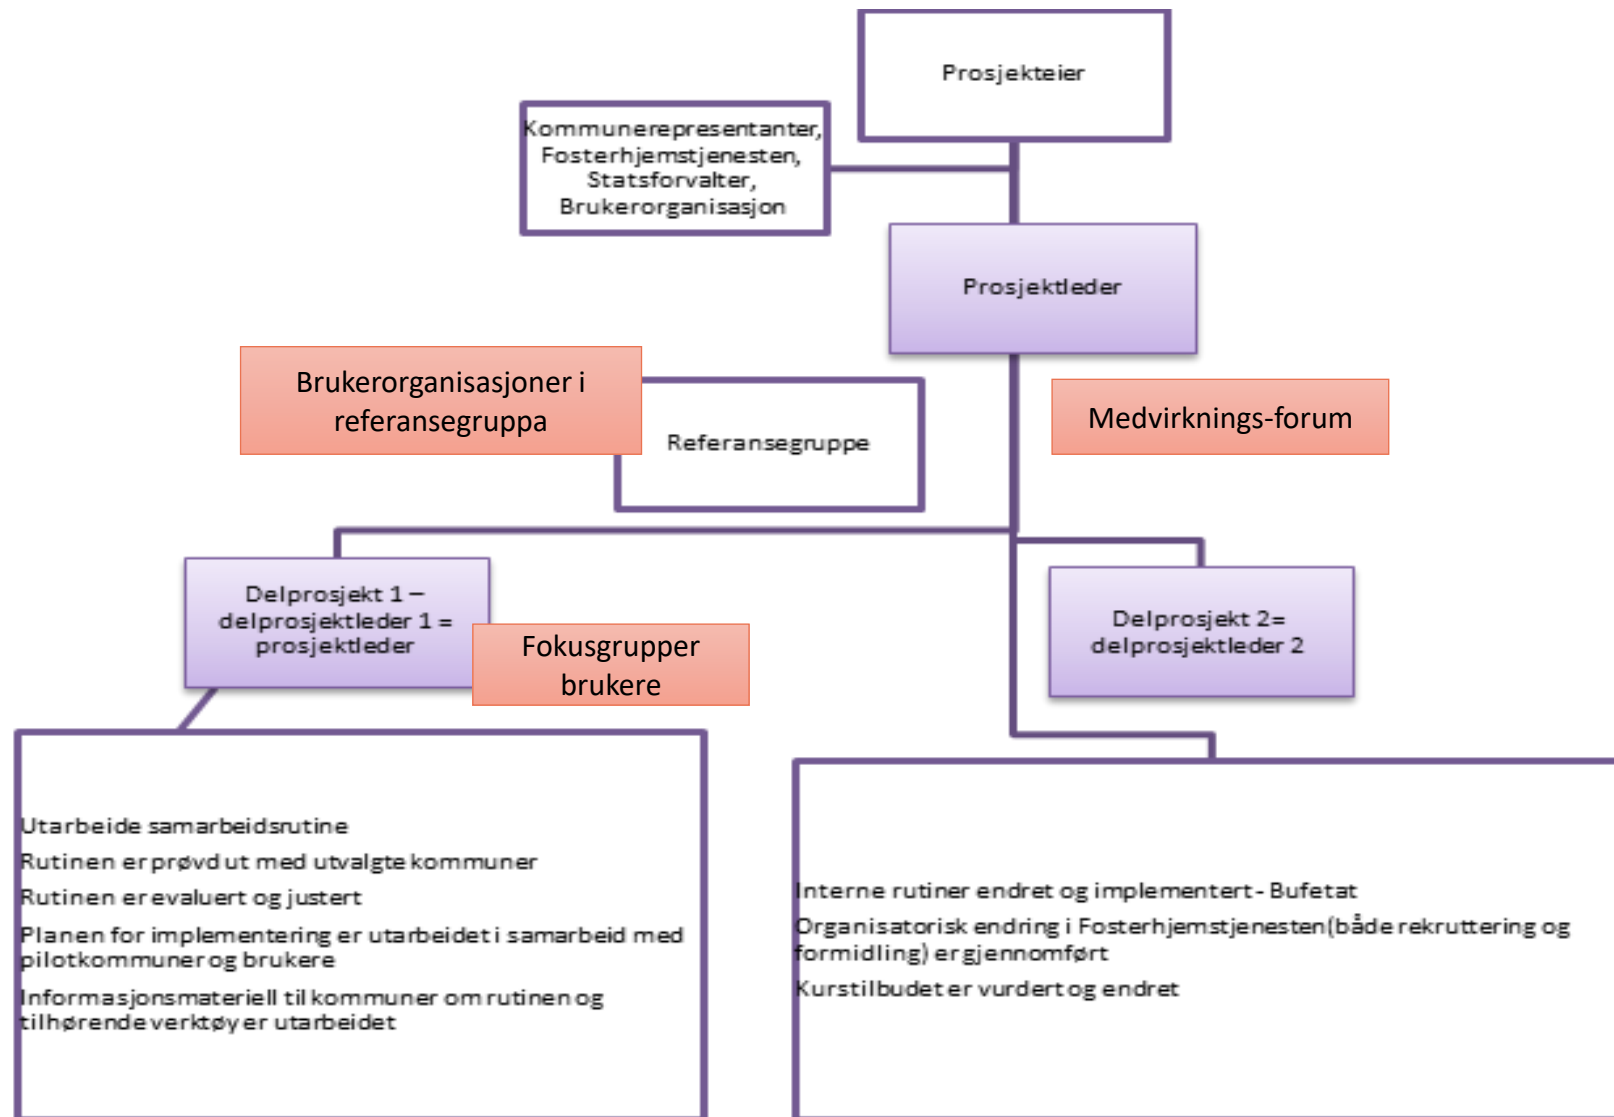 Prosjekteier
Kommunerepresentanter,
Fosterhjemstjenesten,
Statsforvalter,
Brukerorganisasjon
Prosjektleder
Brukerorganisasjoner i
referansegruppa
Referansegruppe
Medvirknings-forum
Delprosjekt 1 –
delprosjektleder 1 =
prosjektleder
Fokusgrupper
brukere
Delprosjekt 2=
delprosjektleder 2
Utarbeide samarbeidsrutine
Rutinen er prøvd ut med utvalgte kommuner
Rutinen er evaluert og justert
Planen for implementering er utarbeidet i samarbeid med
pilotkommuner og brukere
Informasjonsmateriell til kommuner om rutinen og
tilhørende verktøy er utarbeidet
Interne rutiner endret og implementert - Bufetat
Organisatorisk endring i Fosterhjemstjenesten(både rekruttering og
formidling) er gjennomført
Kurstilbudet er vurdert og endret